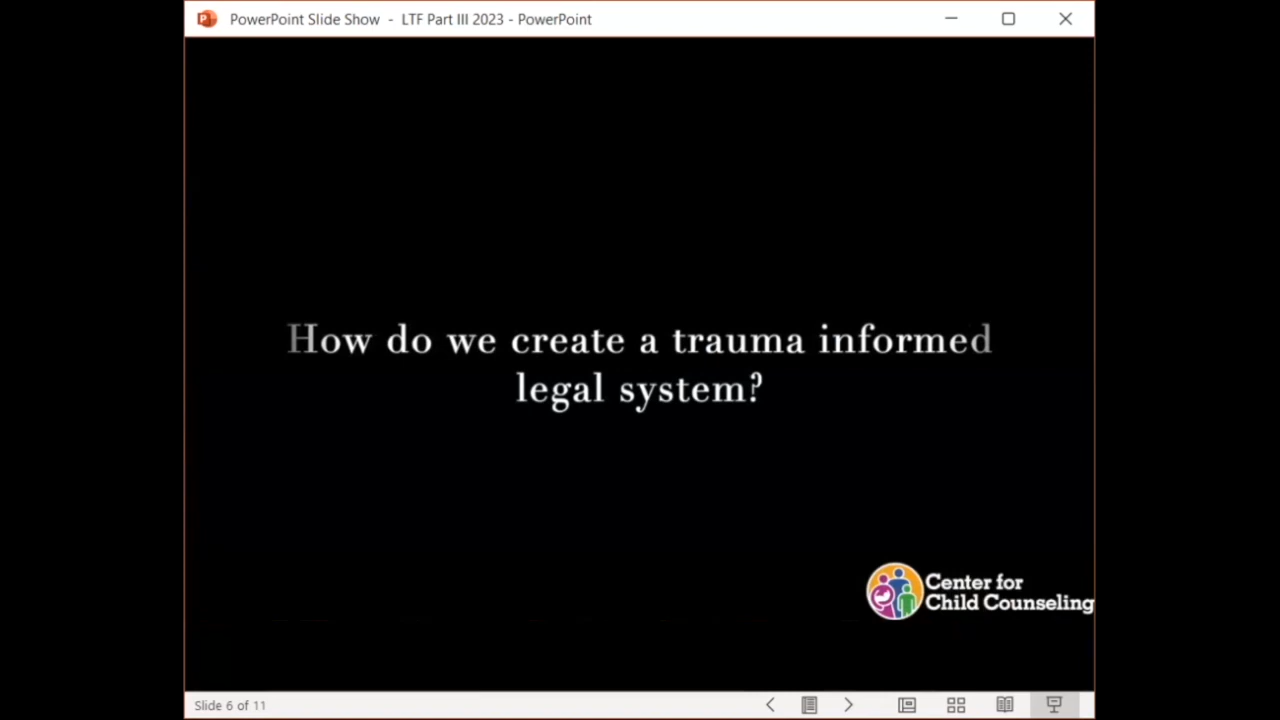 PowerPoint Slide Show - LTF Part III 2023 - PowerPoint
How do we create a trauma informed
legal system?
Center for
Child Counseling
Slide 6 of 11